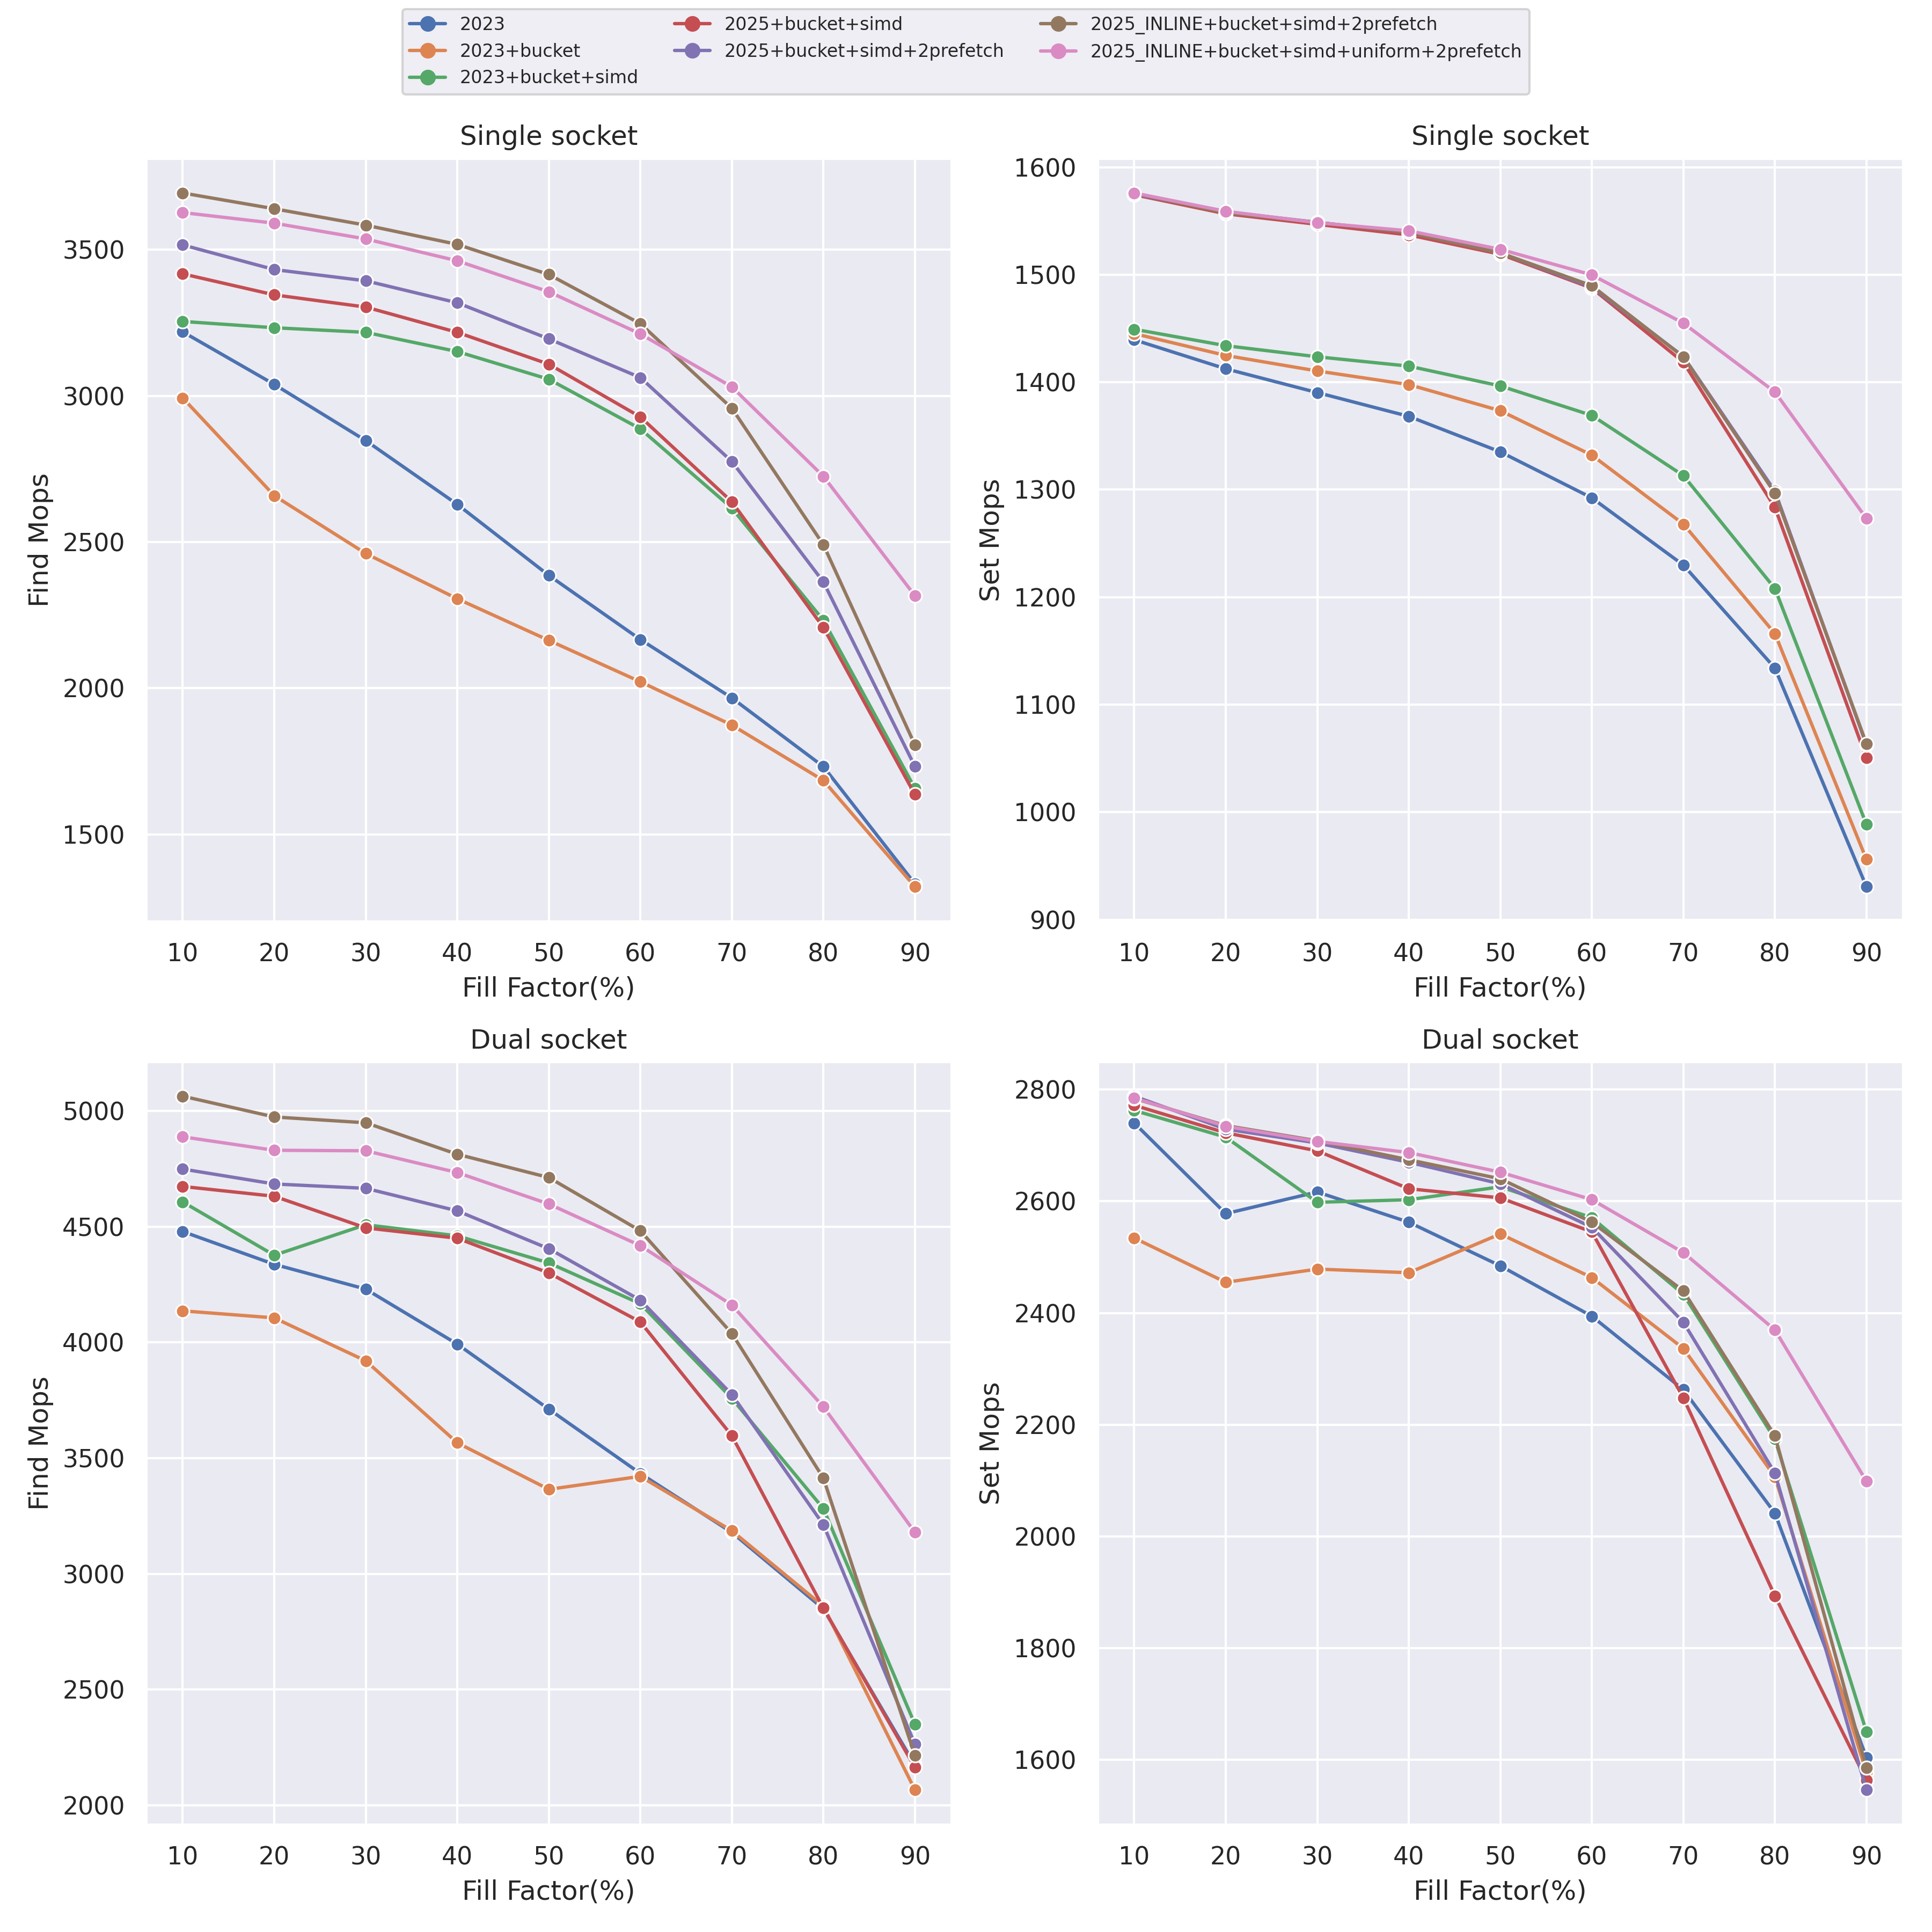 2023
2023+bucket
2023+bucket+simd
2025+bucket+simd
2025+bucket+simd+2prefetch
2025_INLINE+bucket+simd+2prefetch
2025_INLINE+bucket+simd+uniform+2prefetch
Single socket
Find Mops
3500
3000
2500
2000
1500
10 20 30 40 50 60 70 80 90
Fill Factor(%)
Single socket
Set Mops
1600
1500
1400
1300
1200
1100
1000
900
10 20 30 40 50 60 70 80 90
Fill Factor(%)
Dual socket
Find Mops
5000
4500
4000
3500
3000
2500
2000
10 20 30 40 50 60 70 80 90
Fill Factor(%)
Dual socket
Set Mops
2800
2600
2400
2200
2000
1800
1600
10 20 30 40 50 60 70 80 90
Fill Factor(%)